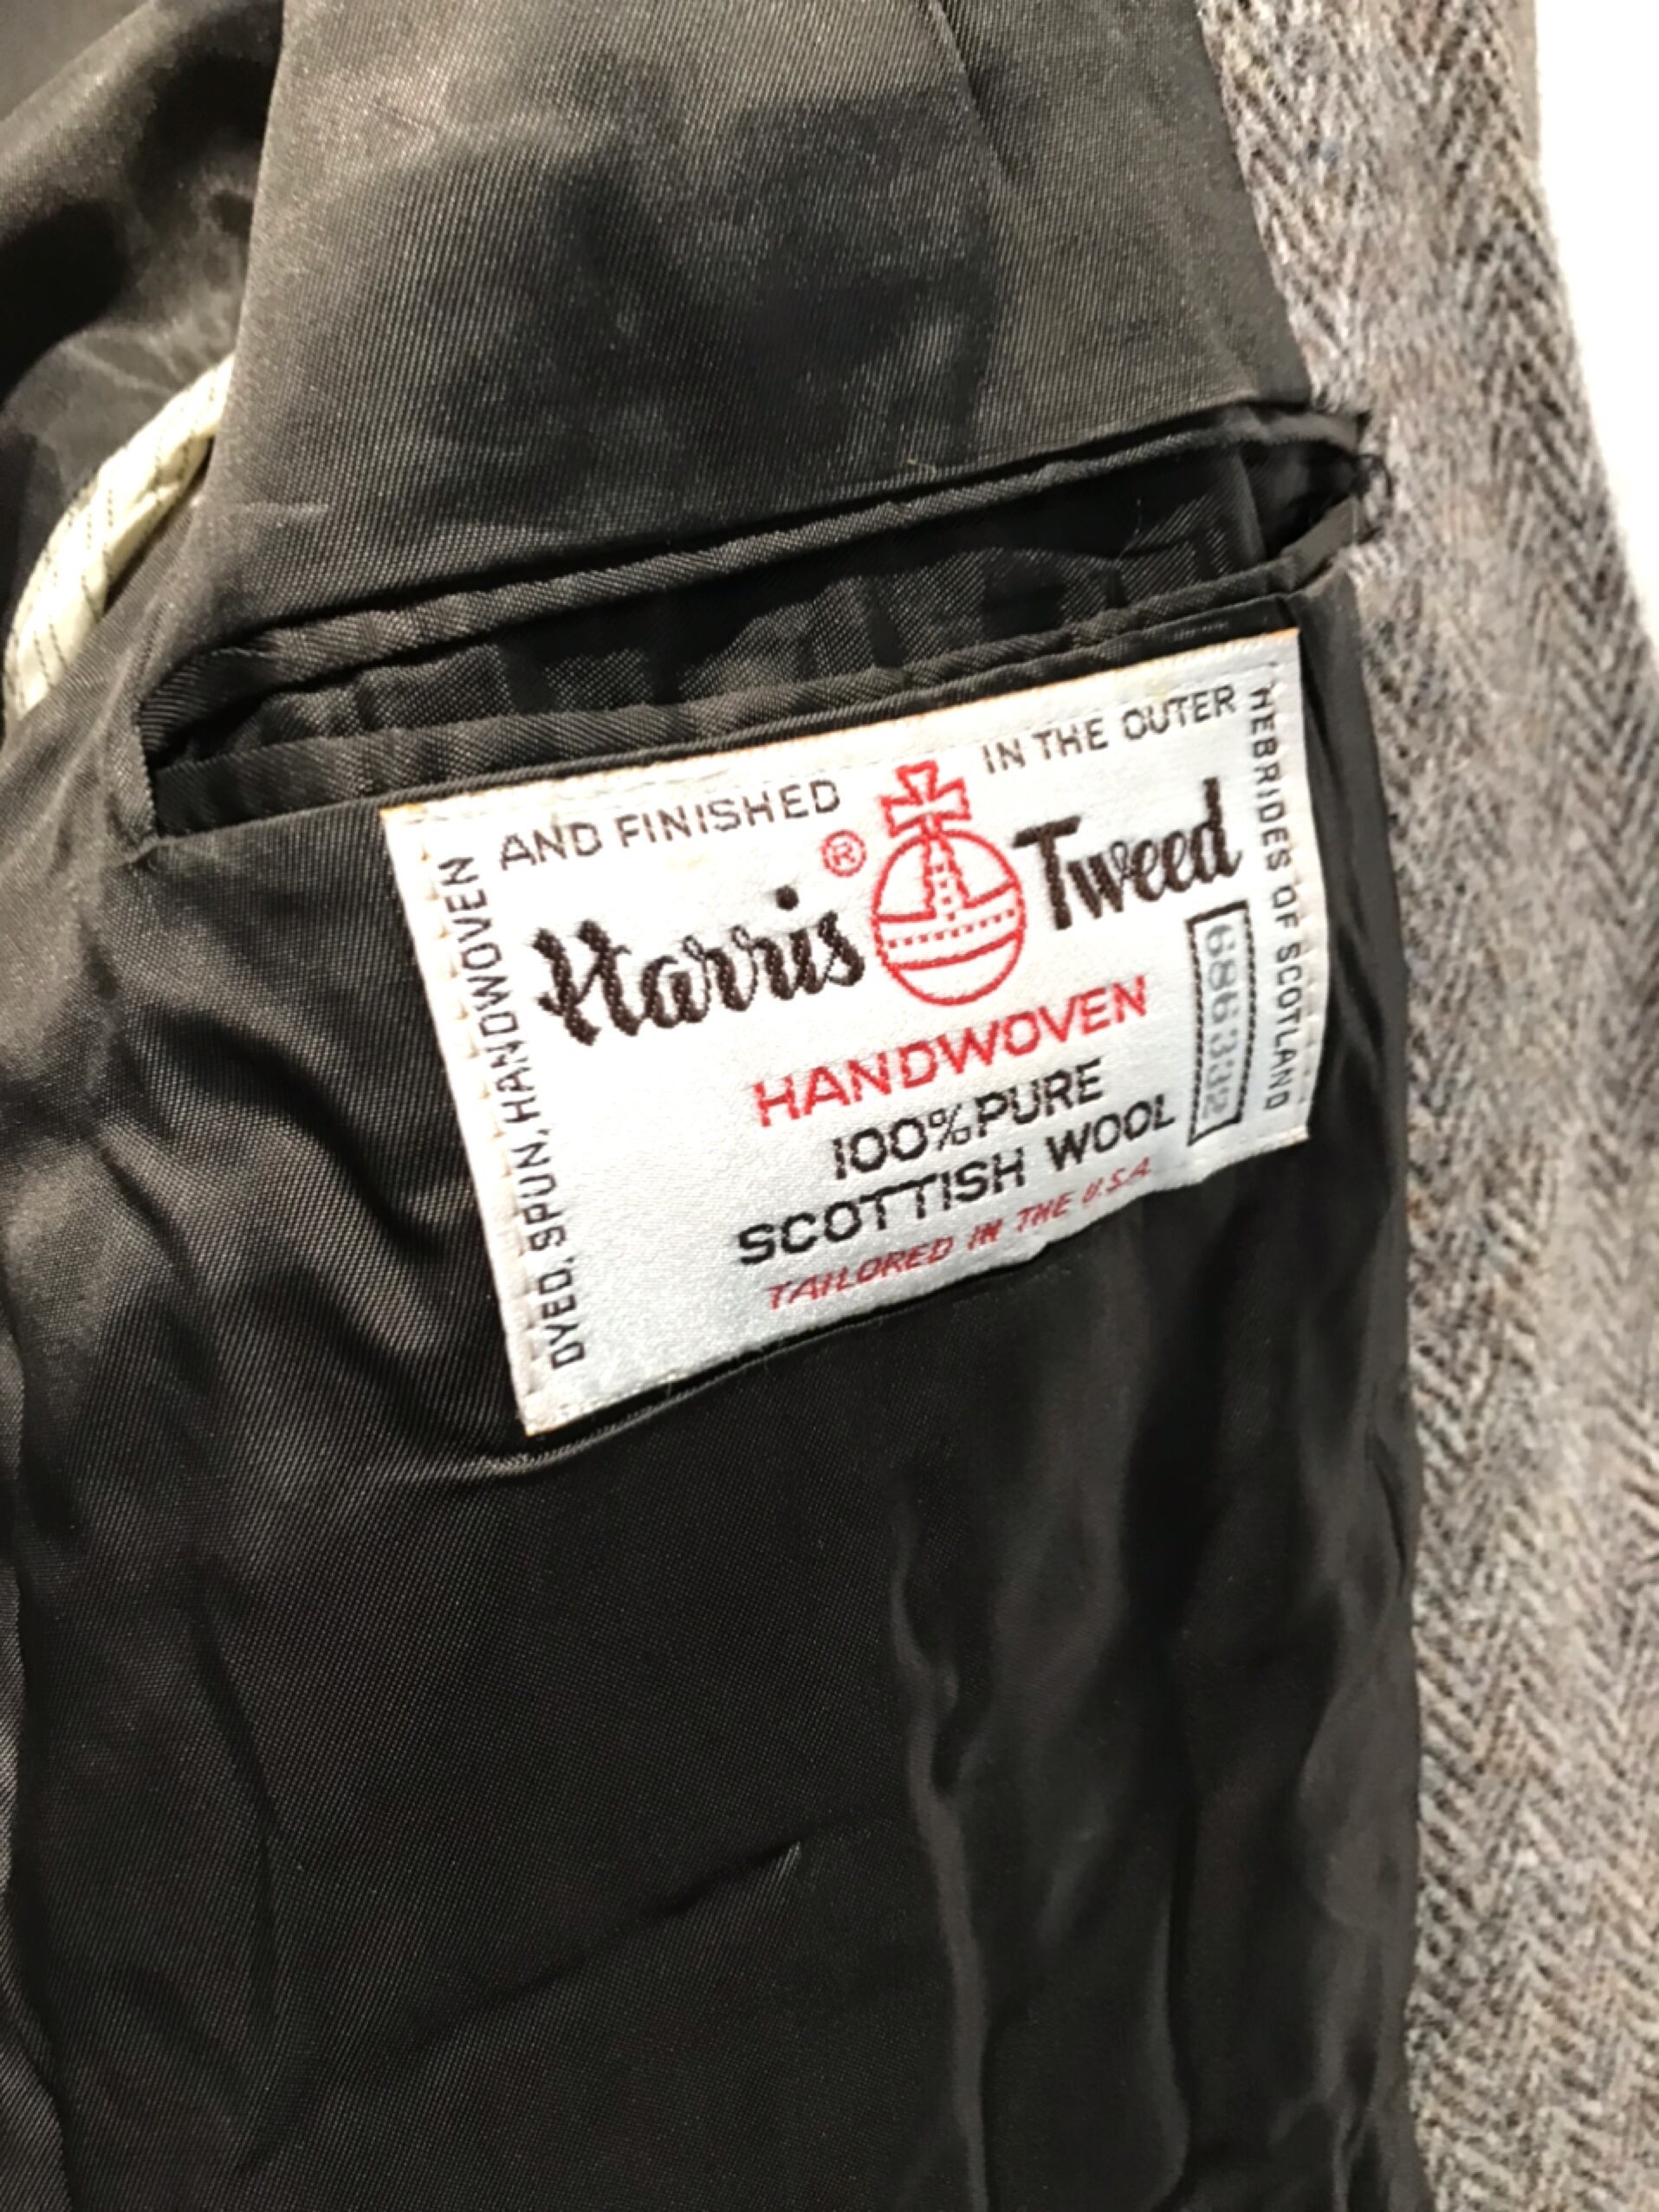 DYED, SPUN, HANDWOVEN
AND FINISHED
IN THE OUTER
HEBRIDES OF SCOTLAND
Harris ® Tweed
HANDWOVEN
100% PURE
SCOTTISH WOOL
TAILORED IN THE U.S.A.
6863332